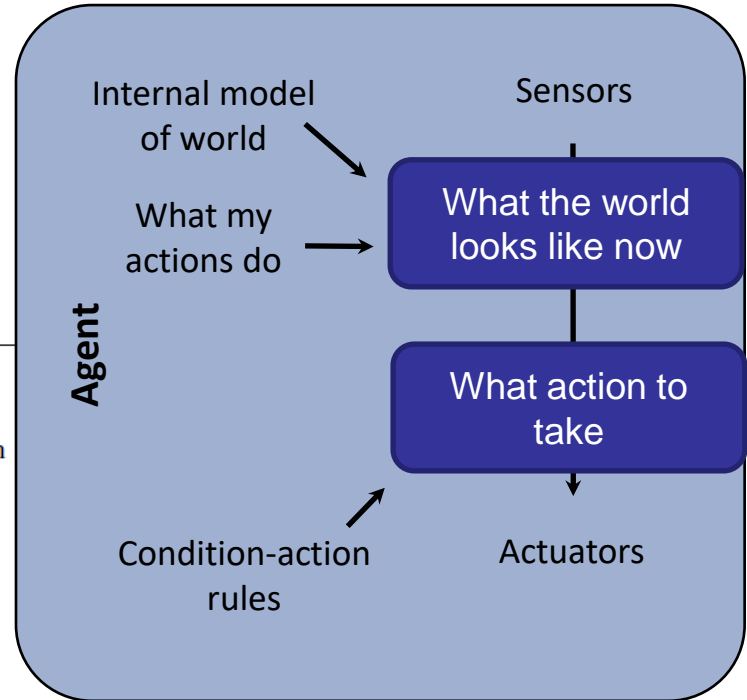 Internal model
of world
Sensors
What my
actions do
What the world
looks like now
Agent
What action to
take
Condition-action
rules
Actuators